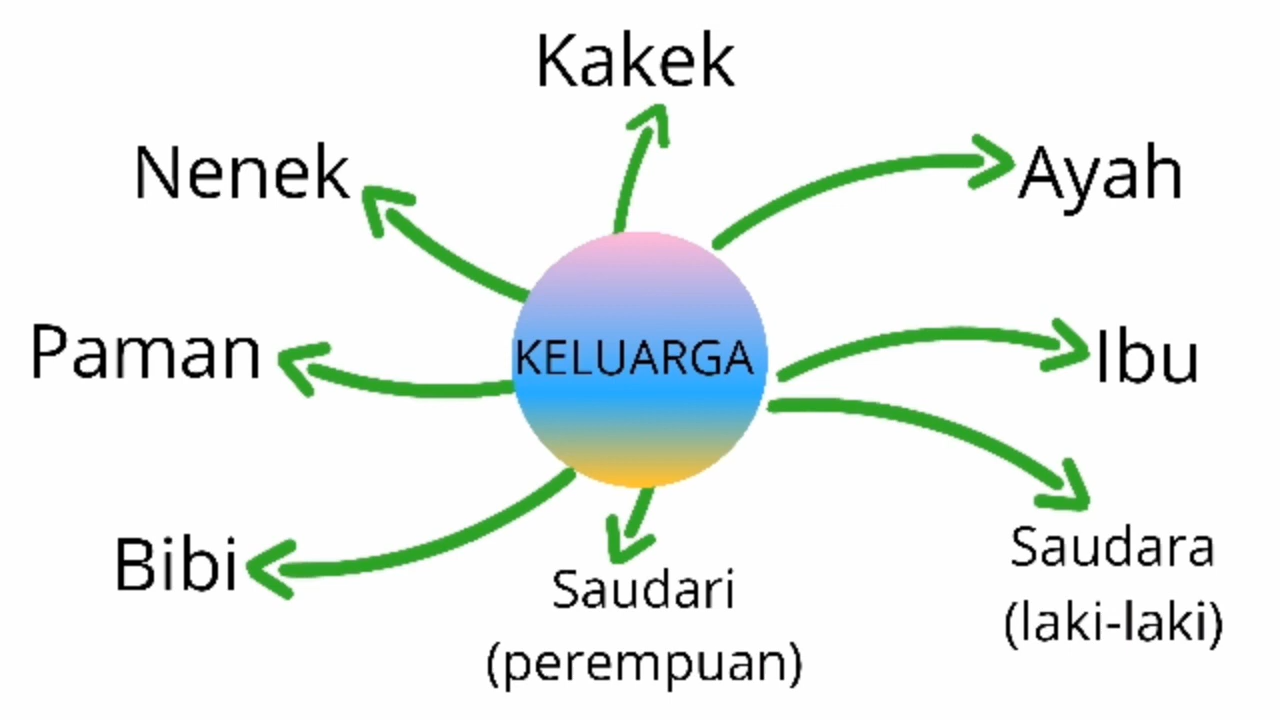 Kakek
Nenek
Ayah
Paman
KELUARGA
Ibu
Bibi
Saudari
(perempuan)
Saudara
(laki-laki)